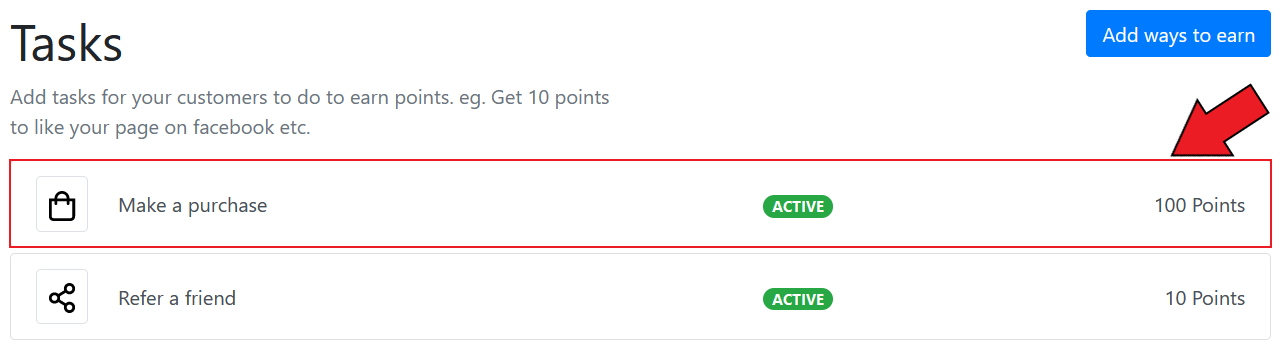 Tasks
Add ways to earn
Add tasks for your customers to do to earn points. eg. Get 10 points
to like your page on facebook etc.
Make a purchase ACTIVE 100 Points
Refer a friend ACTIVE 10 Points